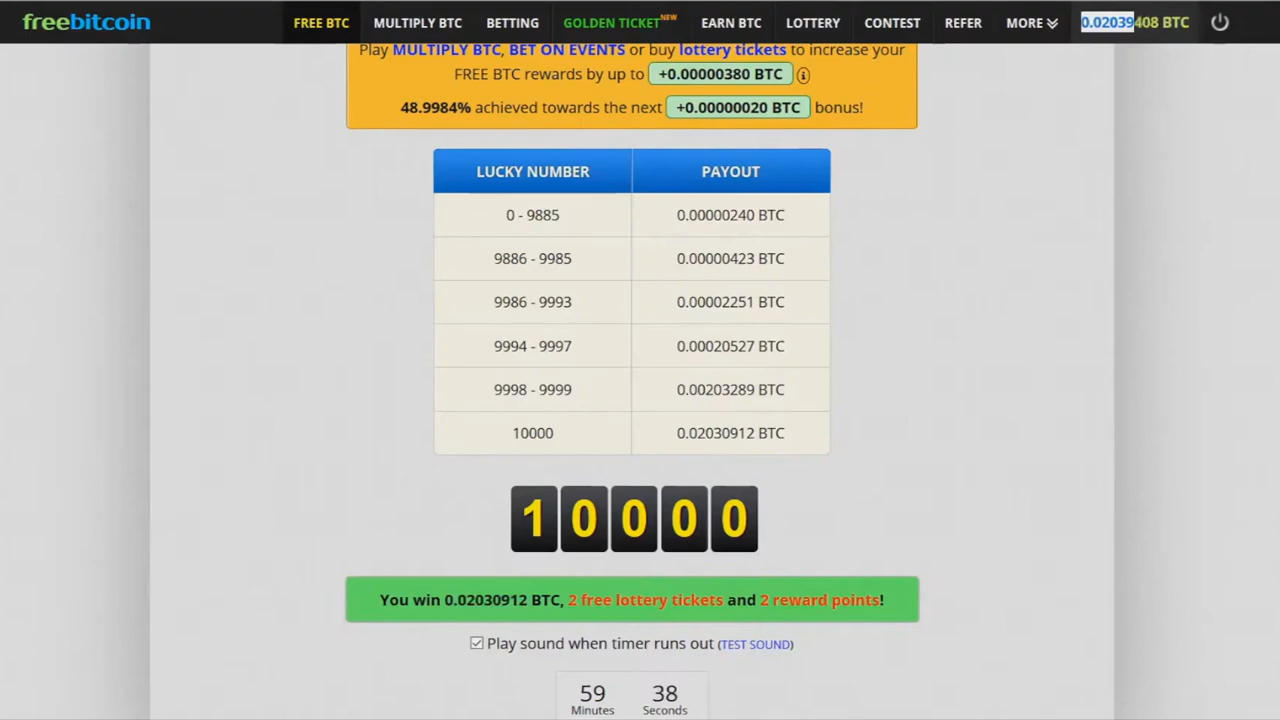 freebitcoin FREE BTC MULTIPLY BTC BETTING GOLDEN TICKET NEW EARN BTC LOTTERY CONTEST REFER MORE 0.02039408 BTC
Play MULTIPLY BTC, BET ON EVENTS or buy lottery tickets to increase your
FREE BTC rewards by up to +0.00000380 BTC
48.9984% achieved towards the next +0.00000020 BTC bonus!
LUCKY NUMBER PAYOUT
0 - 9885 0.00000240 BTC
9886 - 9985 0.00000423 BTC
9986 - 9993 0.00002251 BTC
9994 - 9997 0.00020527 BTC
9998 - 9999 0.00203289 BTC
10000 0.02030912 BTC
10000
You win 0.02030912 BTC, 2 free lottery tickets and 2 reward points!
Play sound when timer runs out (TEST SOUND)
59 38
Minutes Seconds